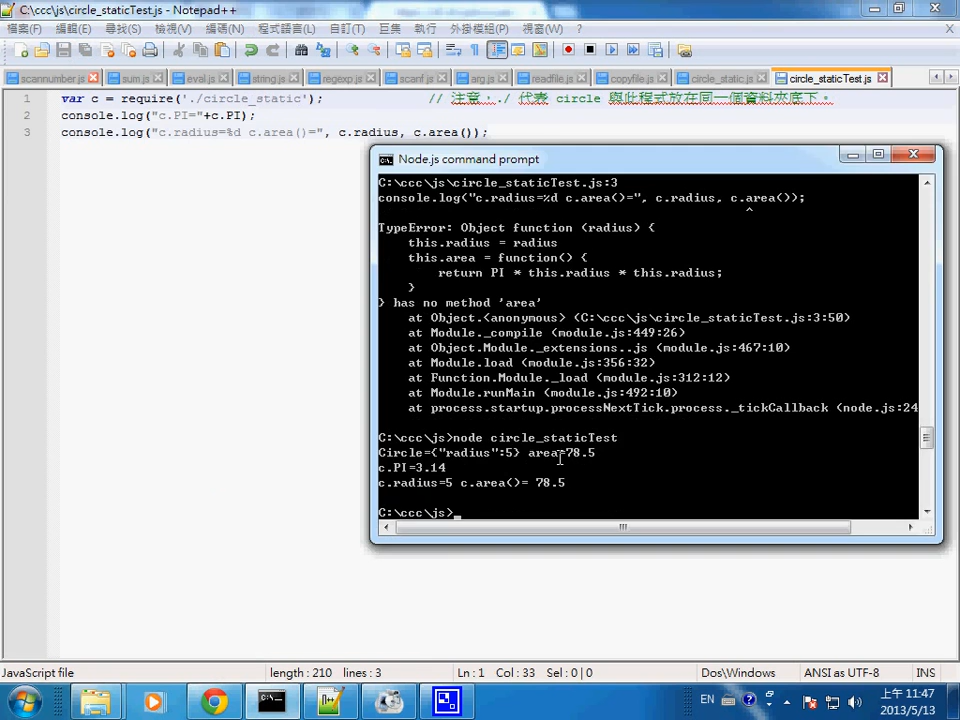 C:\ccc\js\circle_staticTest.js - Notepad++
檔案(F) 編輯(E) 尋找(S) 檢視(V) 編碼(N) 程式語言(L) 設定(T) 巨集 執行 外掛模組(P) 視窗(W) ?
X
scannumber.js sum.js eval.js string.js regexp.js scanf.js arg.js readfile.js copyfile.js circle_static.js circle_staticTest.js
1 var c = require('./circle_static'); // 注意，./ 代表 circle 與此程式放在同一個資料夾底下。
2 console.log("c.PI="+c.PI);
3 console.log("c.radius=%d c.area()=", c.radius, c.area());
Node.js command prompt
C:\ccc\js\circle_staticTest.js:3
console.log("c.radius=%d c.area()=", c.radius, c.area());
^
TypeError: Object function (radius) {
this.radius = radius
this.area = function() {
return PI * this.radius * this.radius;
}
} has no method 'area'
at Object.<anonymous> (C:\ccc\js\circle_staticTest.js:3:50)
at Module._compile (module.js:449:26)
at Object.Module._extensions..js (module.js:467:10)
at Module.load (module.js:356:32)
at Function.Module._load (module.js:312:12)
at Module.runMain (module.js:492:10)
at process.startup.processNextTick.process._tickCallback (node.js:24
C:\ccc\js>node circle_staticTest
Circle={"radius":5} area=78.5
c.PI=3.14
c.radius=5 c.area()= 78.5
C:\ccc\js>_
JavaScript file length : 210 lines : 3 Ln : 1 Col : 33 Sel : 0 | 0 Dos\Windows ANSI as UTF-8 INS
EN
上午 11:47
2013/5/13